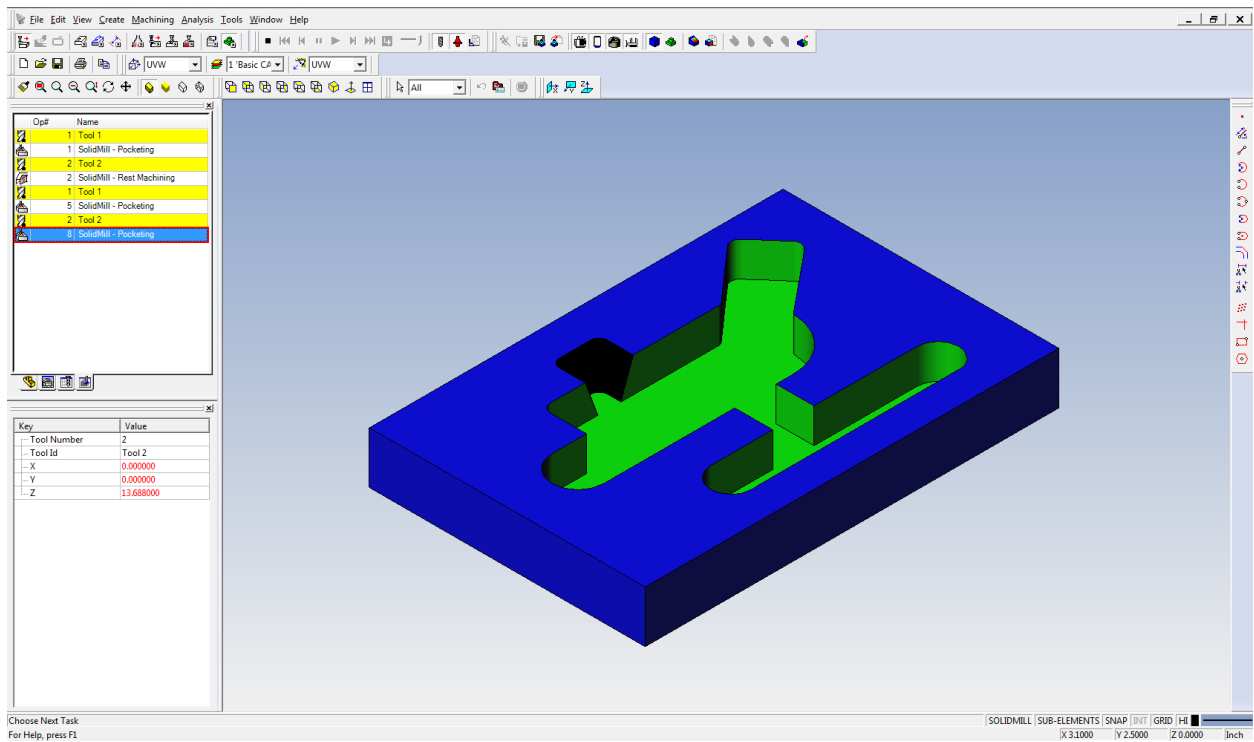 File Edit View Create Machining Analysis Tools Window Help
UVW 1 'Basic CA UVW
All
Op# Name
1 Tool 1
1 SolidMill - Pocketing
2 Tool 2
2 SolidMill - Rest Machining
1 Tool 1
5 SolidMill - Pocketing
2 Tool 2
8 SolidMill - Pocketing
Key Value
Tool Number 2
Tool Id Tool 2
X 0.000000
Y 0.000000
Z 13.688000
Choose Next Task SOLIDMILL SUB-ELEMENTS SNAP INT GRID HI
For Help, press F1 X 3.1000 Y 2.5000 Z 0.0000 Inch